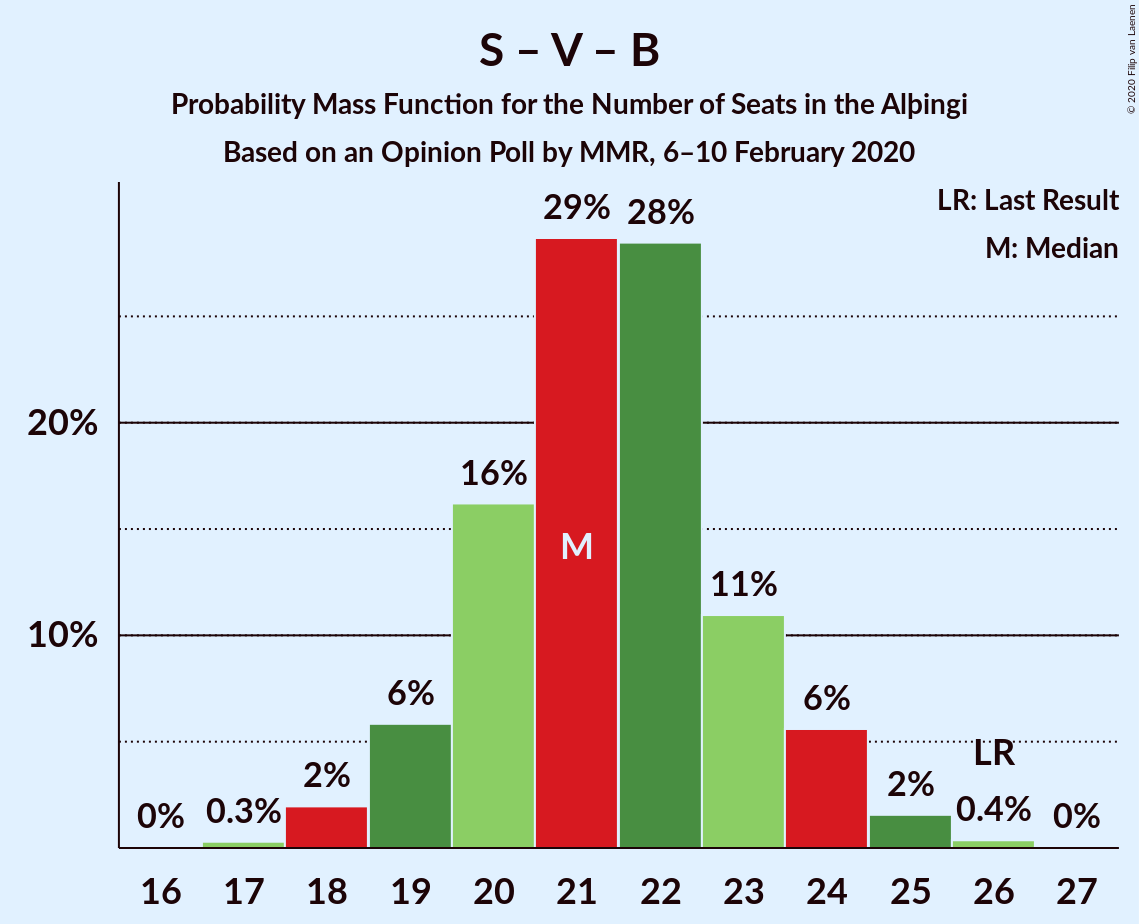 S – V – B
Probability Mass Function for the Number of Seats in the Alþingi
Based on an Opinion Poll by MMR, 6–10 February 2020
© 2020 Filip van Laenen
LR: Last Result
M: Median
29%
28%
20%
16%
M
11%
10%
6%
6%
LR
2%
2%
0%
0.3%
0.4%
0%
16 17 18 19 20 21 22 23 24 25 26 27